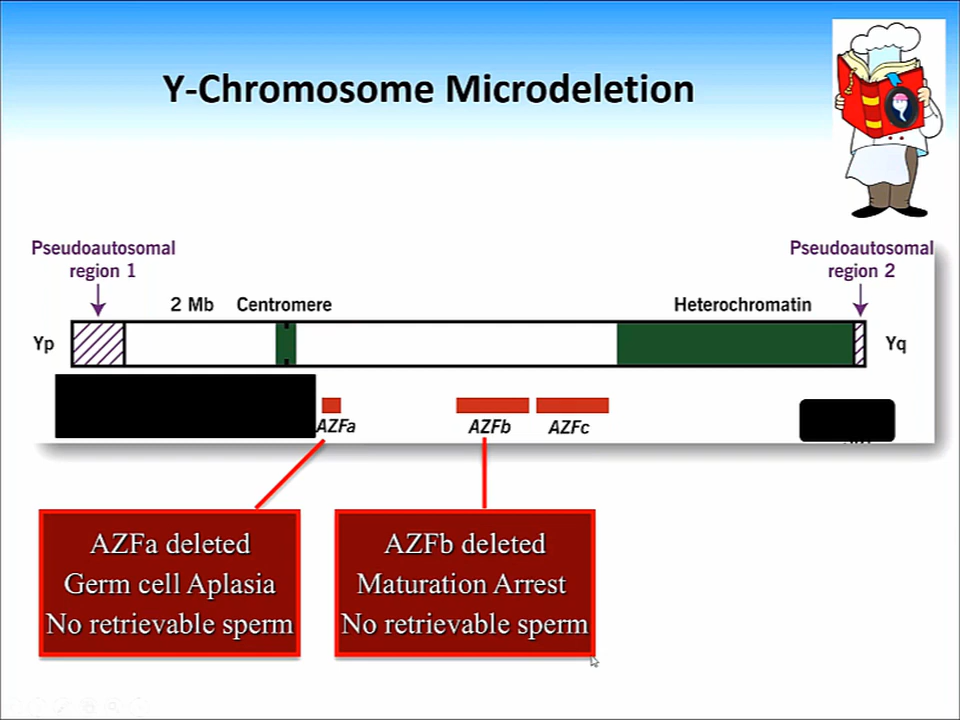 Y-Chromosome Microdeletion
Pseudoautosomal
region 1
Pseudoautosomal
region 2
2 Mb
Centromere
Heterochromatin
Yp
Yq
AZFa
AZFb
AZFc
AZFa deleted
Germ cell Aplasia
No retrievable sperm
AZFb deleted
Maturation Arrest
No retrievable sperm